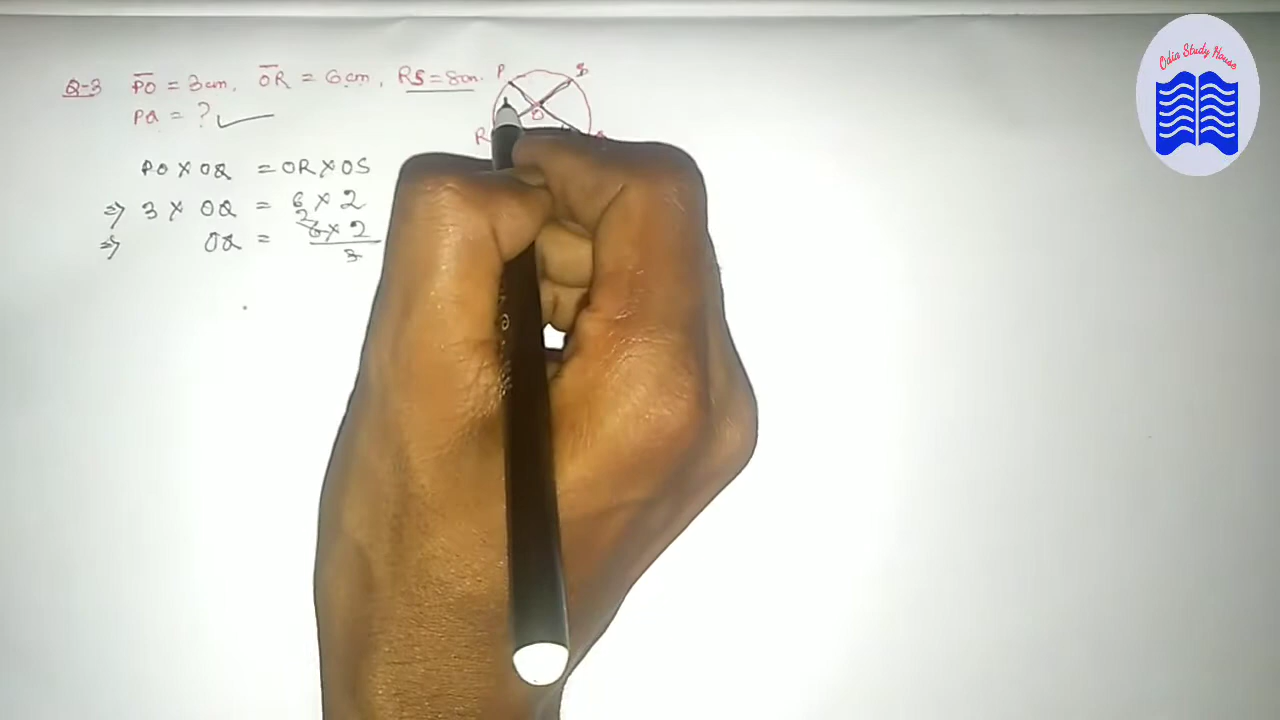 Q-3 PO = 3cm, OR = 6cm, RS = 8cm.
PQ = ?
PO × OQ = OR × OS
⇒ 3 × OQ = 6 × 2
⇒ OQ = 6 × 2 / 3
2
P
S
O
R
Q
Odia Study House